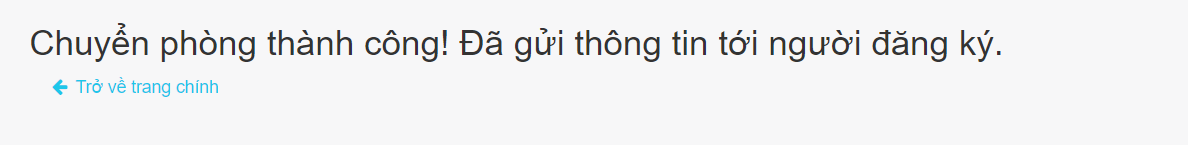 Chuyển phòng thành công! Đã gửi thông tin tới người đăng ký.
Trở về trang chính